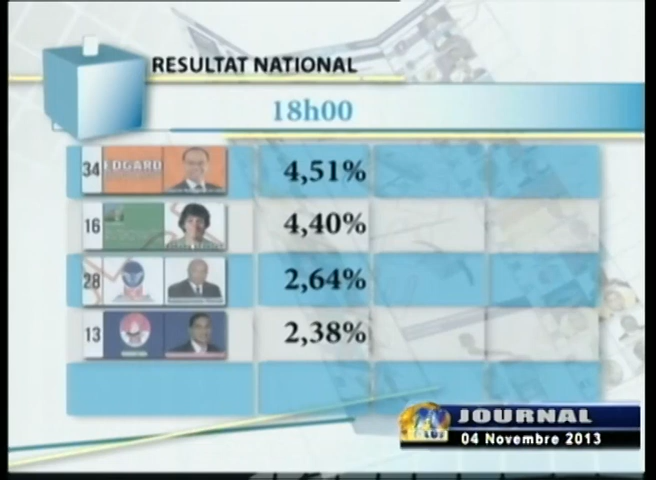 RESULTAT NATIONAL
18h00
34 EDGARD 4,51%
16 4,40%
28 2,64%
13 2,38%
PLUS JOURNAL
04 Novembre 2013